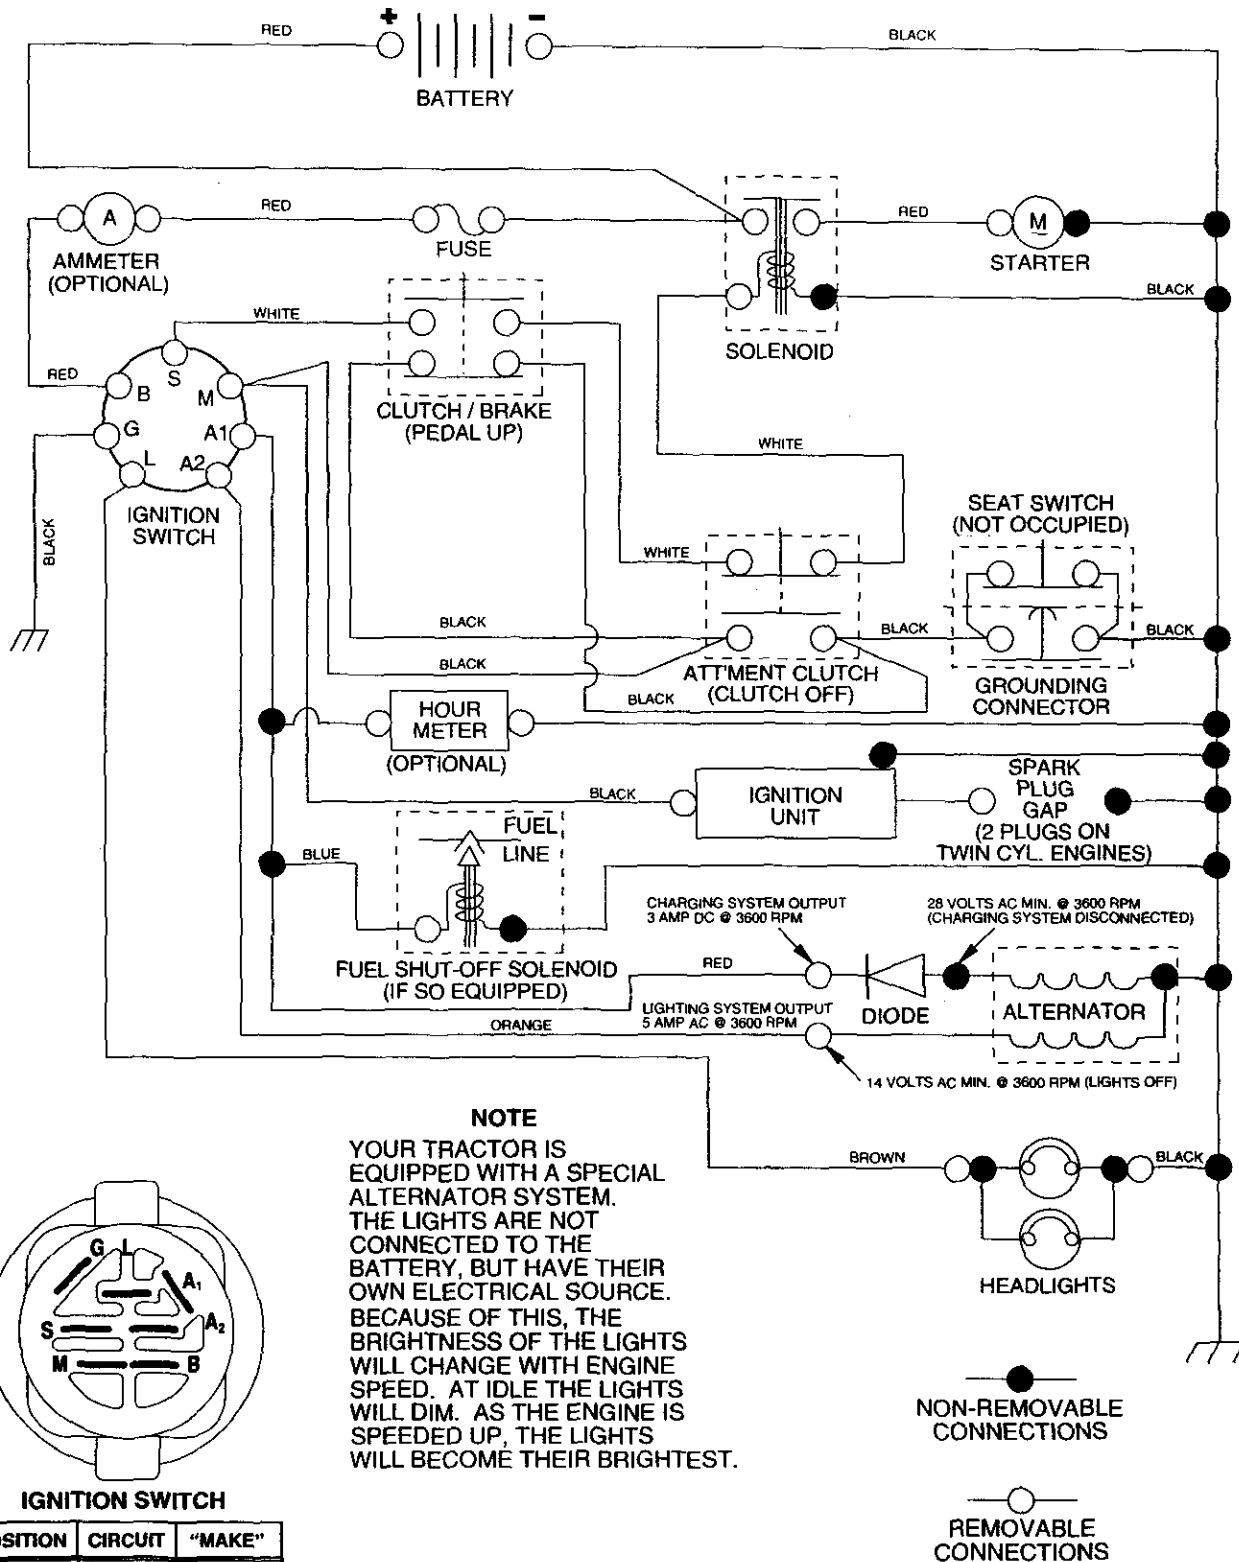 + -
RED
BLACK
BATTERY
A
RED
RED
M
AMMETER
(OPTIONAL)
FUSE
STARTER
WHITE
BLACK
SOLENOID
RED
S
B
M
CLUTCH / BRAKE
(PEDAL UP)
G
A1
L
A2
WHITE
IGNITION
SWITCH
BLACK
SEAT SWITCH
(NOT OCCUPIED)
WHITE
BLACK
BLACK
BLACK
BLACK
ATT'MENT CLUTCH
(CLUTCH OFF)
BLACK
GROUNDING
CONNECTOR
HOUR
METER
(OPTIONAL)
BLACK
IGNITION
UNIT
SPARK
PLUG
GAP
(2 PLUGS ON
TWIN CYL. ENGINES)
FUEL
LINE
BLUE
CHARGING SYSTEM OUTPUT
3 AMP DC @ 3600 RPM
28 VOLTS AC MIN. @ 3600 RPM
(CHARGING SYSTEM DISCONNECTED)
FUEL SHUT-OFF SOLENOID
(IF SO EQUIPPED)
RED
DIODE
ALTERNATOR
LIGHTING SYSTEM OUTPUT
5 AMP AC @ 3600 RPM
ORANGE
14 VOLTS AC MIN. @ 3600 RPM (LIGHTS OFF)
NOTE
YOUR TRACTOR IS
EQUIPPED WITH A SPECIAL
ALTERNATOR SYSTEM.
THE LIGHTS ARE NOT
CONNECTED TO THE
BATTERY, BUT HAVE THEIR
OWN ELECTRICAL SOURCE.
BECAUSE OF THIS, THE
BRIGHTNESS OF THE LIGHTS
WILL CHANGE WITH ENGINE
SPEED. AT IDLE THE LIGHTS
WILL DIM. AS THE ENGINE IS
SPEEDED UP, THE LIGHTS
WILL BECOME THEIR BRIGHTEST.
BROWN
BLACK
HEADLIGHTS
G L
A1
S
A2
M
B
IGNITION SWITCH
CIRCUIT "MAKE"
NON-REMOVABLE
CONNECTIONS
REMOVABLE
CONNECTIONS